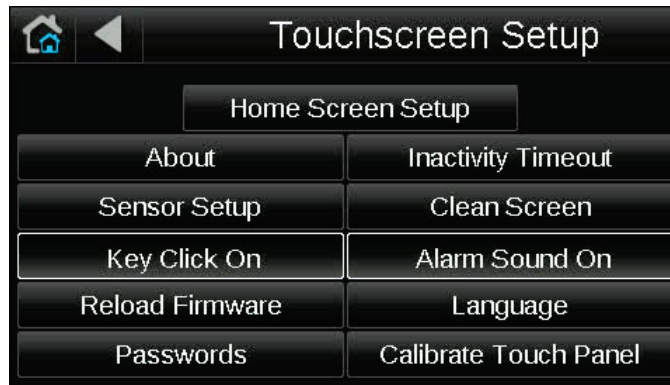 Touchscreen Setup
Home Screen Setup
About
Inactivity Timeout
Sensor Setup
Clean Screen
Key Click On
Alarm Sound On
Reload Firmware
Language
Passwords
Calibrate Touch Panel